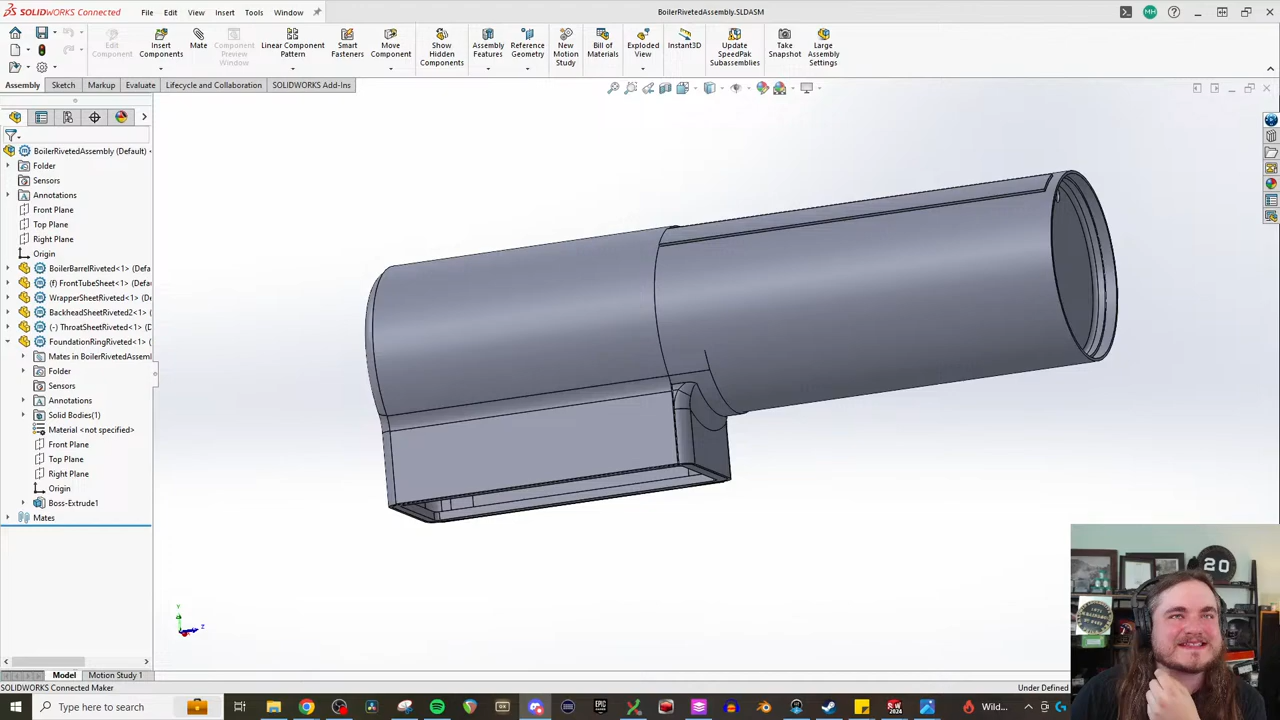 SOLIDWORKS Connected
File Edit View Insert Tools Window
BoilerRivetedAssembly.SLDASM
MH
Edit Component
Insert Components
Mate
Component Preview Window
Linear Component Pattern
Smart Fasteners
Move Component
Show Hidden Components
Assembly Features
Reference Geometry
New Motion Study
Bill of Materials
Exploded View
Instant3D
Update SpeedPak Subassemblies
Take Snapshot
Large Assembly Settings
Assembly Sketch Markup Evaluate Lifecycle and Collaboration SOLIDWORKS Add-Ins
BoilerRivetedAssembly (Default)
Folder
Sensors
Annotations
Front Plane
Top Plane
Right Plane
Origin
BoilerBarrelRiveted<1> (Defa
(f) FrontTubeSheet<1> (Def
WrapperSheetRiveted<1> (D
BackheadSheetRiveted2<1> (
(-) ThroatSheetRiveted<1> (D
FoundationRingRiveted<1> (
Mates in BoilerRivetedAssem
Folder
Sensors
Annotations
Solid Bodies(1)
Material <not specified>
Front Plane
Top Plane
Right Plane
Origin
Boss-Extrude1
Mates
Y
Z
20
Model Motion Study 1
SOLIDWORKS Connected Maker
Under Defined
Type here to search
Wild...